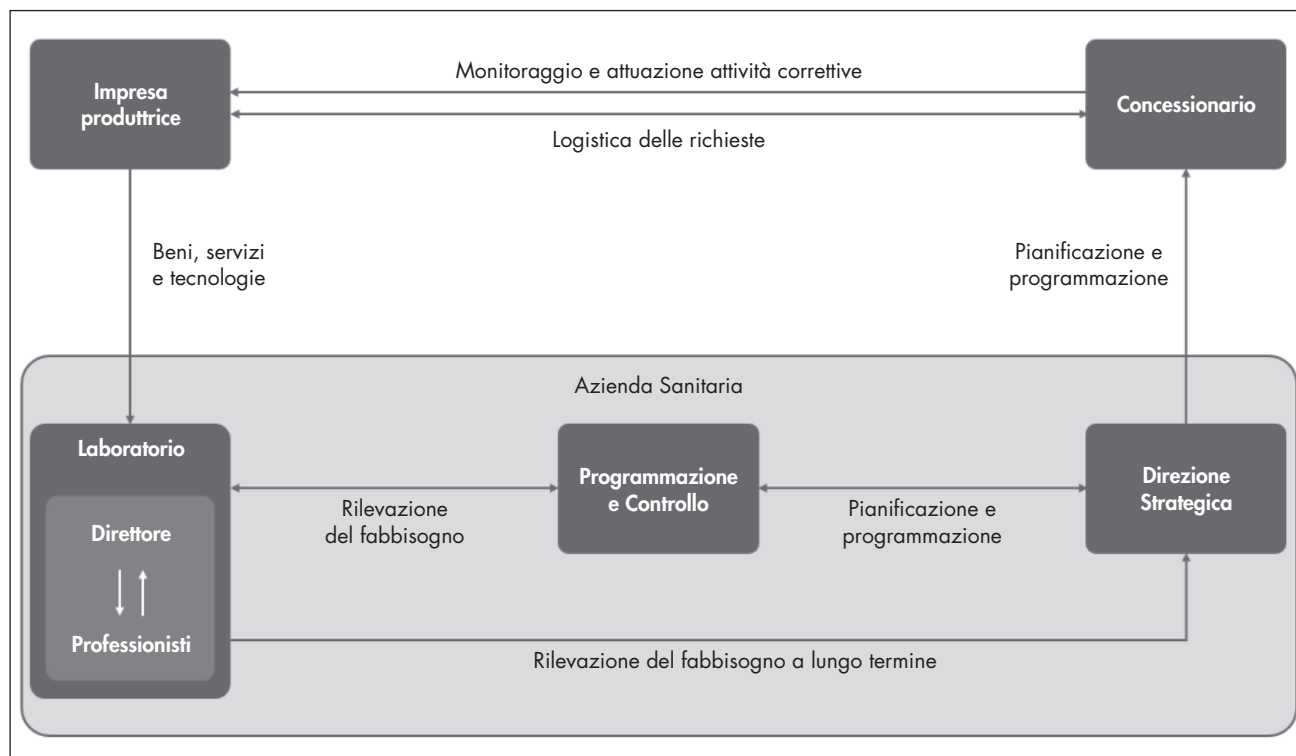 Impresa
produttrice
Monitoraggio e attuazione attività correttive
Logistica delle richieste
Concessionario
Beni, servizi
e tecnologie
Pianificazione e
programmazione
Azienda Sanitaria
Laboratorio
Direttore
Professionisti
Rilevazione
del fabbisogno
Programmazione
e Controllo
Pianificazione e
programmazione
Direzione
Strategica
Rilevazione del fabbisogno a lungo termine